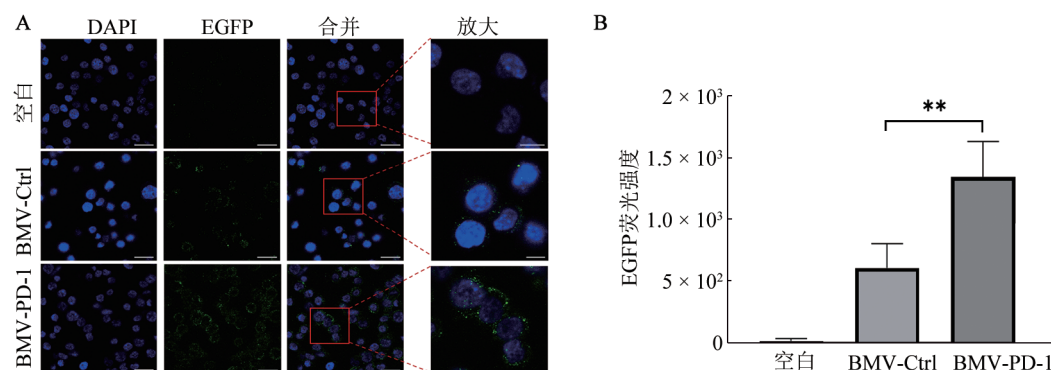 A
DAPI
EGFP
合并
放大
空白
BMV-Ctrl
BMV-PD-1
B
EGFP荧光强度
2 × 10³
1.5 × 10³
1.0 × 10³
5 × 10²
0
**
空白
BMV-Ctrl
BMV-PD-1